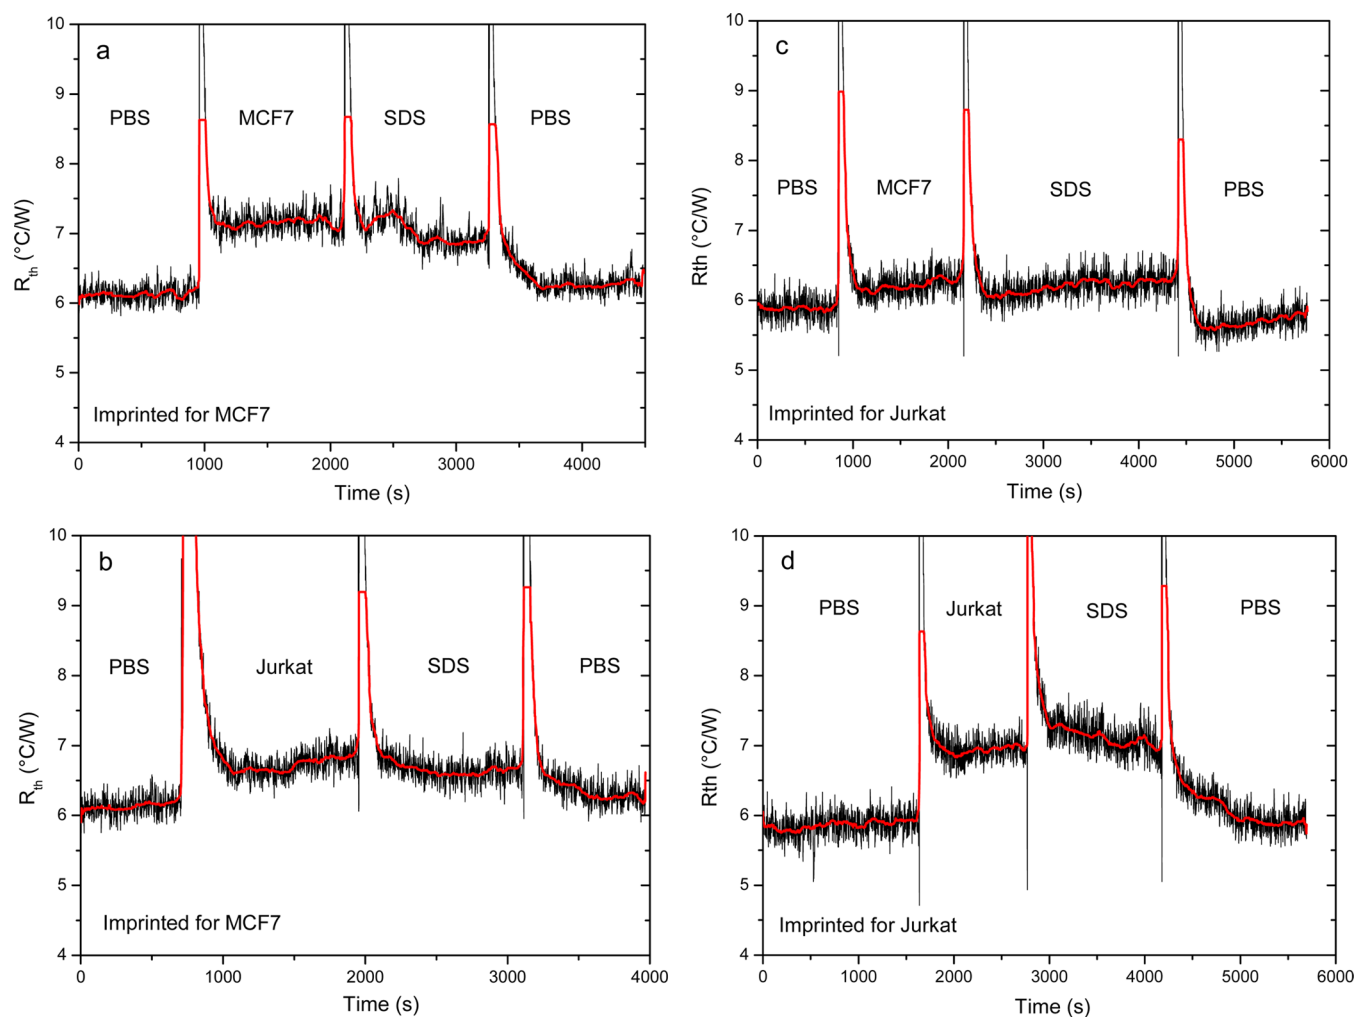 a
10
9
8
7
6
5
4
R_th (°C/W)
PBS MCF7 SDS PBS
Imprinted for MCF7
0 1000 2000 3000 4000
Time (s)
c
10
9
8
7
6
5
4
Rth (°C/W)
PBS MCF7 SDS PBS
Imprinted for Jurkat
0 1000 2000 3000 4000 5000 6000
Time (s)
b
10
9
8
7
6
5
4
R_th (°C/W)
PBS Jurkat SDS PBS
Imprinted for MCF7
0 1000 2000 3000 4000
Time (s)
d
10
9
8
7
6
5
4
Rth (°C/W)
PBS Jurkat SDS PBS
Imprinted for Jurkat
0 1000 2000 3000 4000 5000 6000
Time (s)